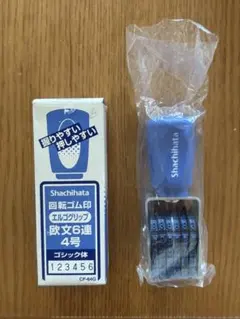 握りやすい
押しやすい
Shachihata
回転ゴム印
エルゴグリップ
欧文6連
4号
ゴシック体
123456
CF-64G
Shachihata